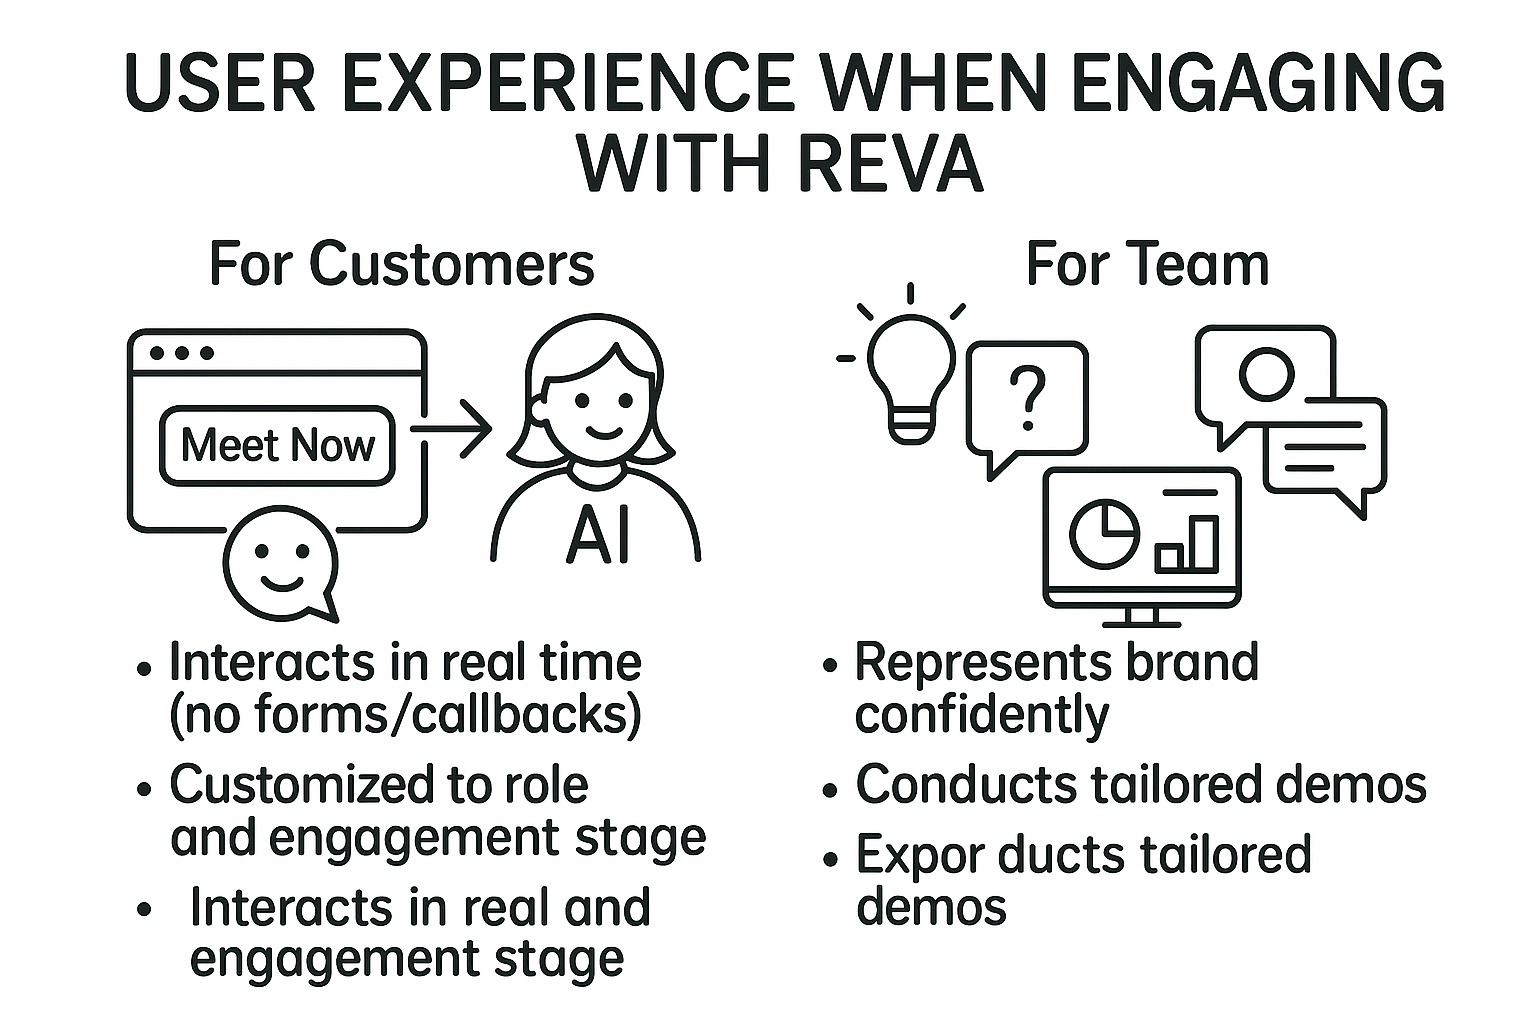 USER EXPERIENCE WHEN ENGAGING
WITH REVA
For Customers
Meet Now
AI
• Interacts in real time
(no forms/callbacks)
• Customized to role
and engagement stage
• Interacts in real and
engagement stage
For Team
?
• Represents brand
confidently
• Conducts tailored demos
• Expor ducts tailored
demos